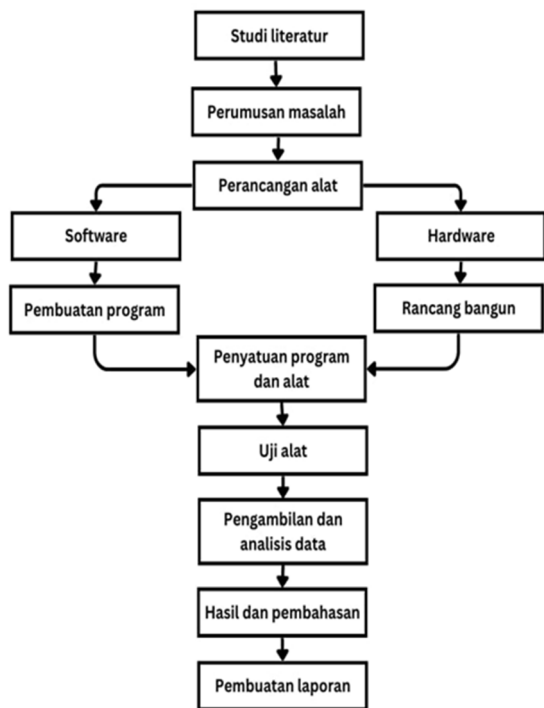 Studi literatur
Perumusan masalah
Perancangan alat
Software
Hardware
Pembuatan program
Rancang bangun
Penyatuan program
dan alat
Uji alat
Pengambilan dan
analisis data
Hasil dan pembahasan
Pembuatan laporan